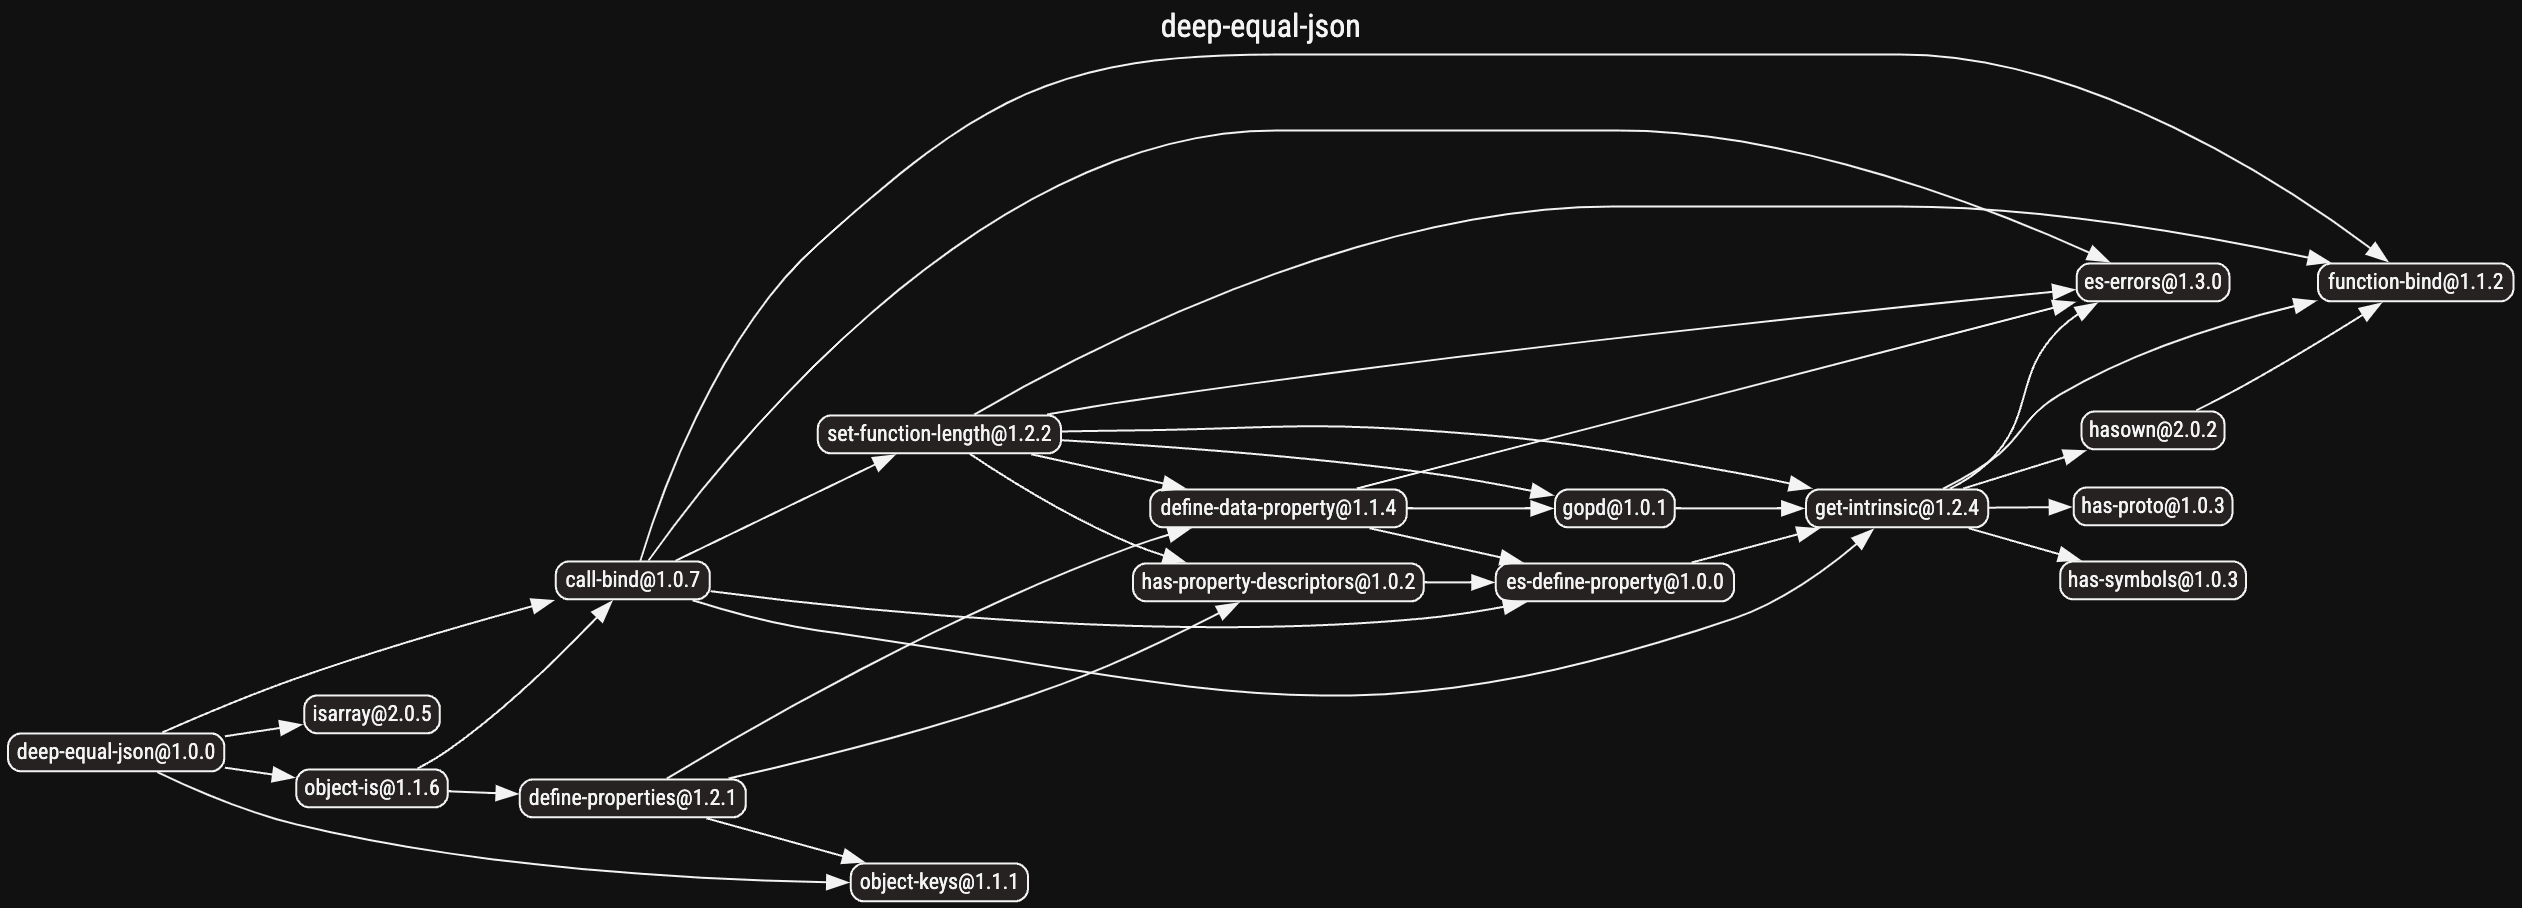 deep-equal-json
es-errors@1.3.0
function-bind@1.1.2
set-function-length@1.2.2
hasown@2.0.2
define-data-property@1.1.4
gopd@1.0.1
get-intrinsic@1.2.4
has-proto@1.0.3
call-bind@1.0.7
has-property-descriptors@1.0.2
es-define-property@1.0.0
has-symbols@1.0.3
isarray@2.0.5
deep-equal-json@1.0.0
object-is@1.1.6
define-properties@1.2.1
object-keys@1.1.1